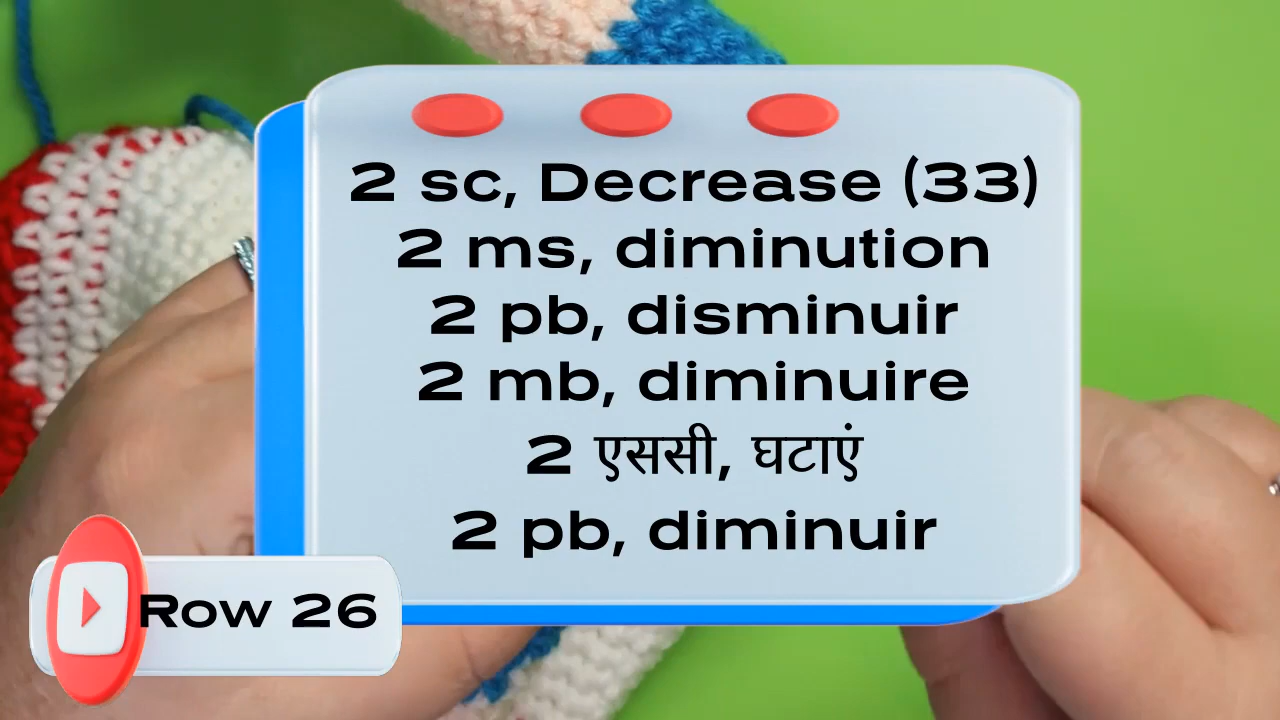 2 sc, Decrease (33)
2 ms, diminution
2 pb, disminuir
2 mb, diminuire
2 एससी, घटाएं
2 pb, diminuir
Row 26